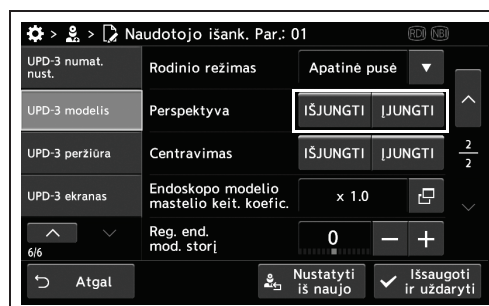 > > Naudotojo išank. Par.: 01 RDI NBI
UPD-3 numat.
nust.
UPD-3 modelis
UPD-3 peržiūra
UPD-3 ekranas
6/6
Rodinio režimas Apatinė pusė
Perspektyva IŠJUNGTI ĮJUNGTI
Centravimas IŠJUNGTI ĮJUNGTI
Endoskopo modelio
mastelio keit. koefic. x 1.0
Reg. end.
mod. storį 0 − +
2
2
Atgal
Nustatyti
iš naujo
Išsaugoti
ir uždaryti